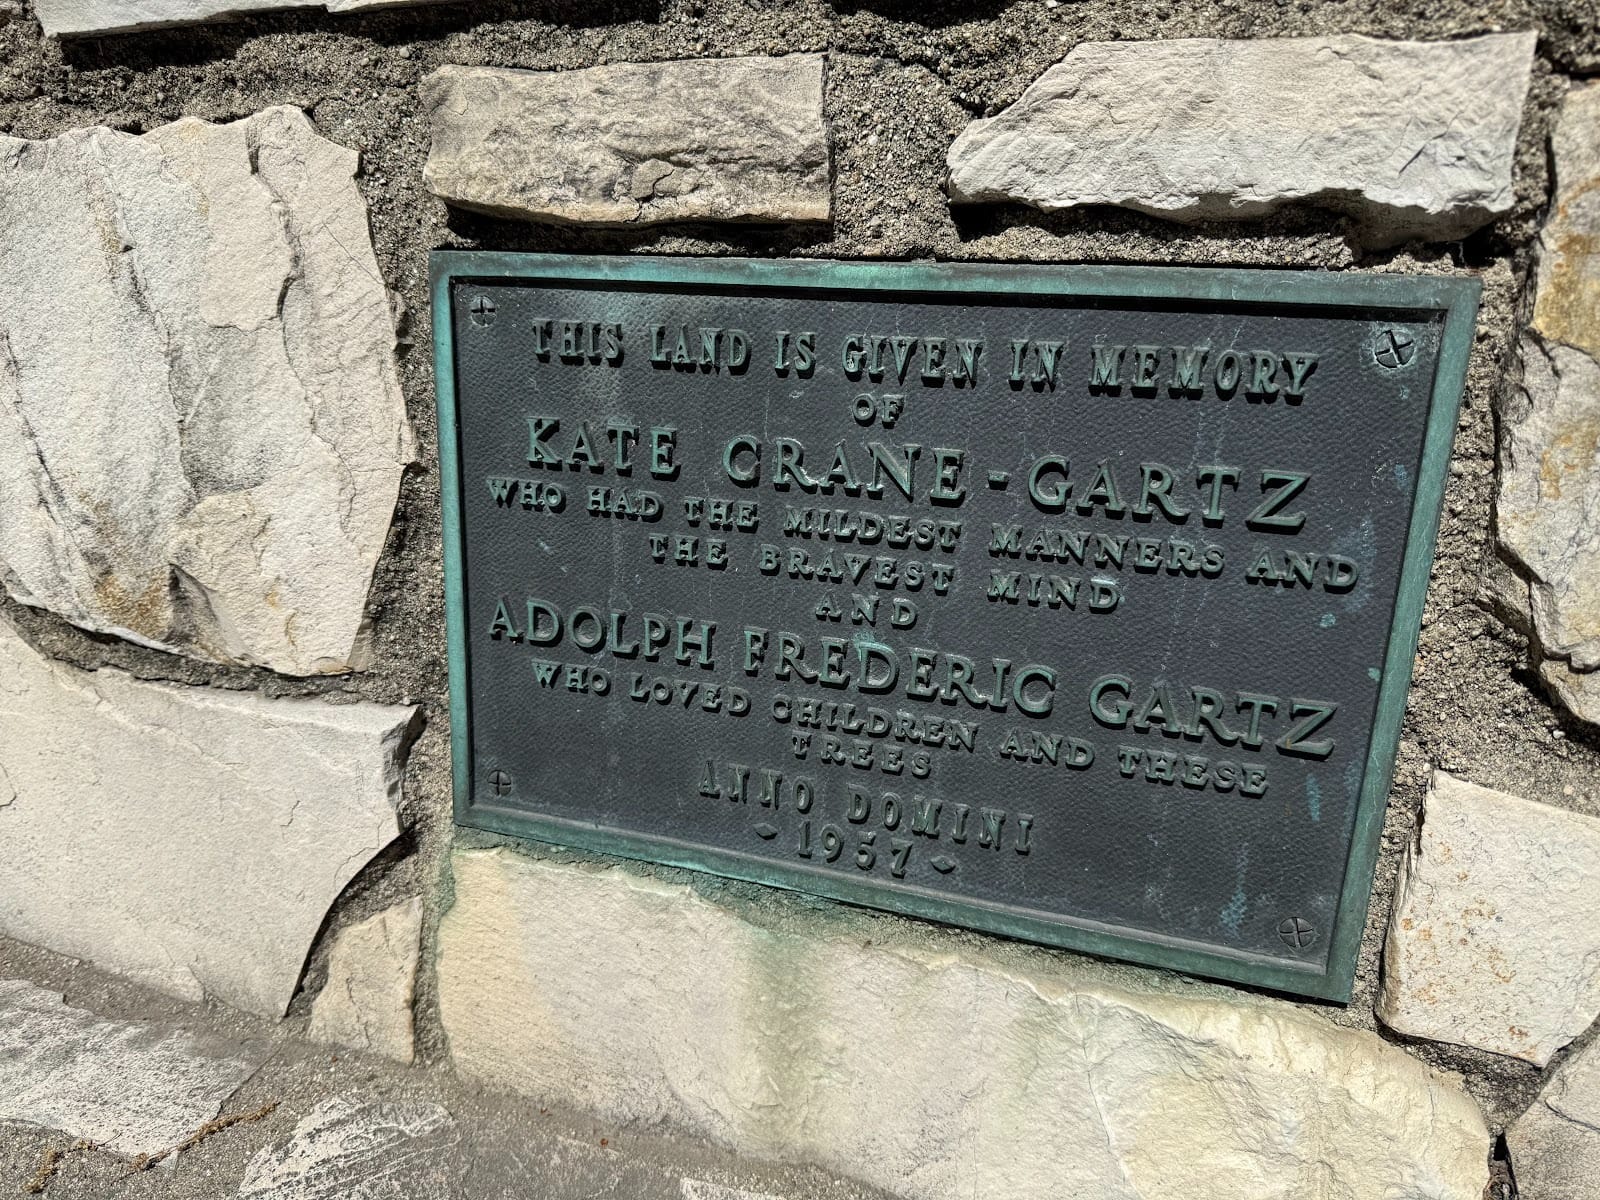 THIS LAND IS GIVEN IN MEMORY
OF
KATE CRANE-GARTZ
WHO HAD THE MILDEST MANNERS AND
THE BRAVEST MIND
AND
ADOLPH FREDERIC GARTZ
WHO LOVED CHILDREN AND THESE
TREES
ANNO DOMINI
1957